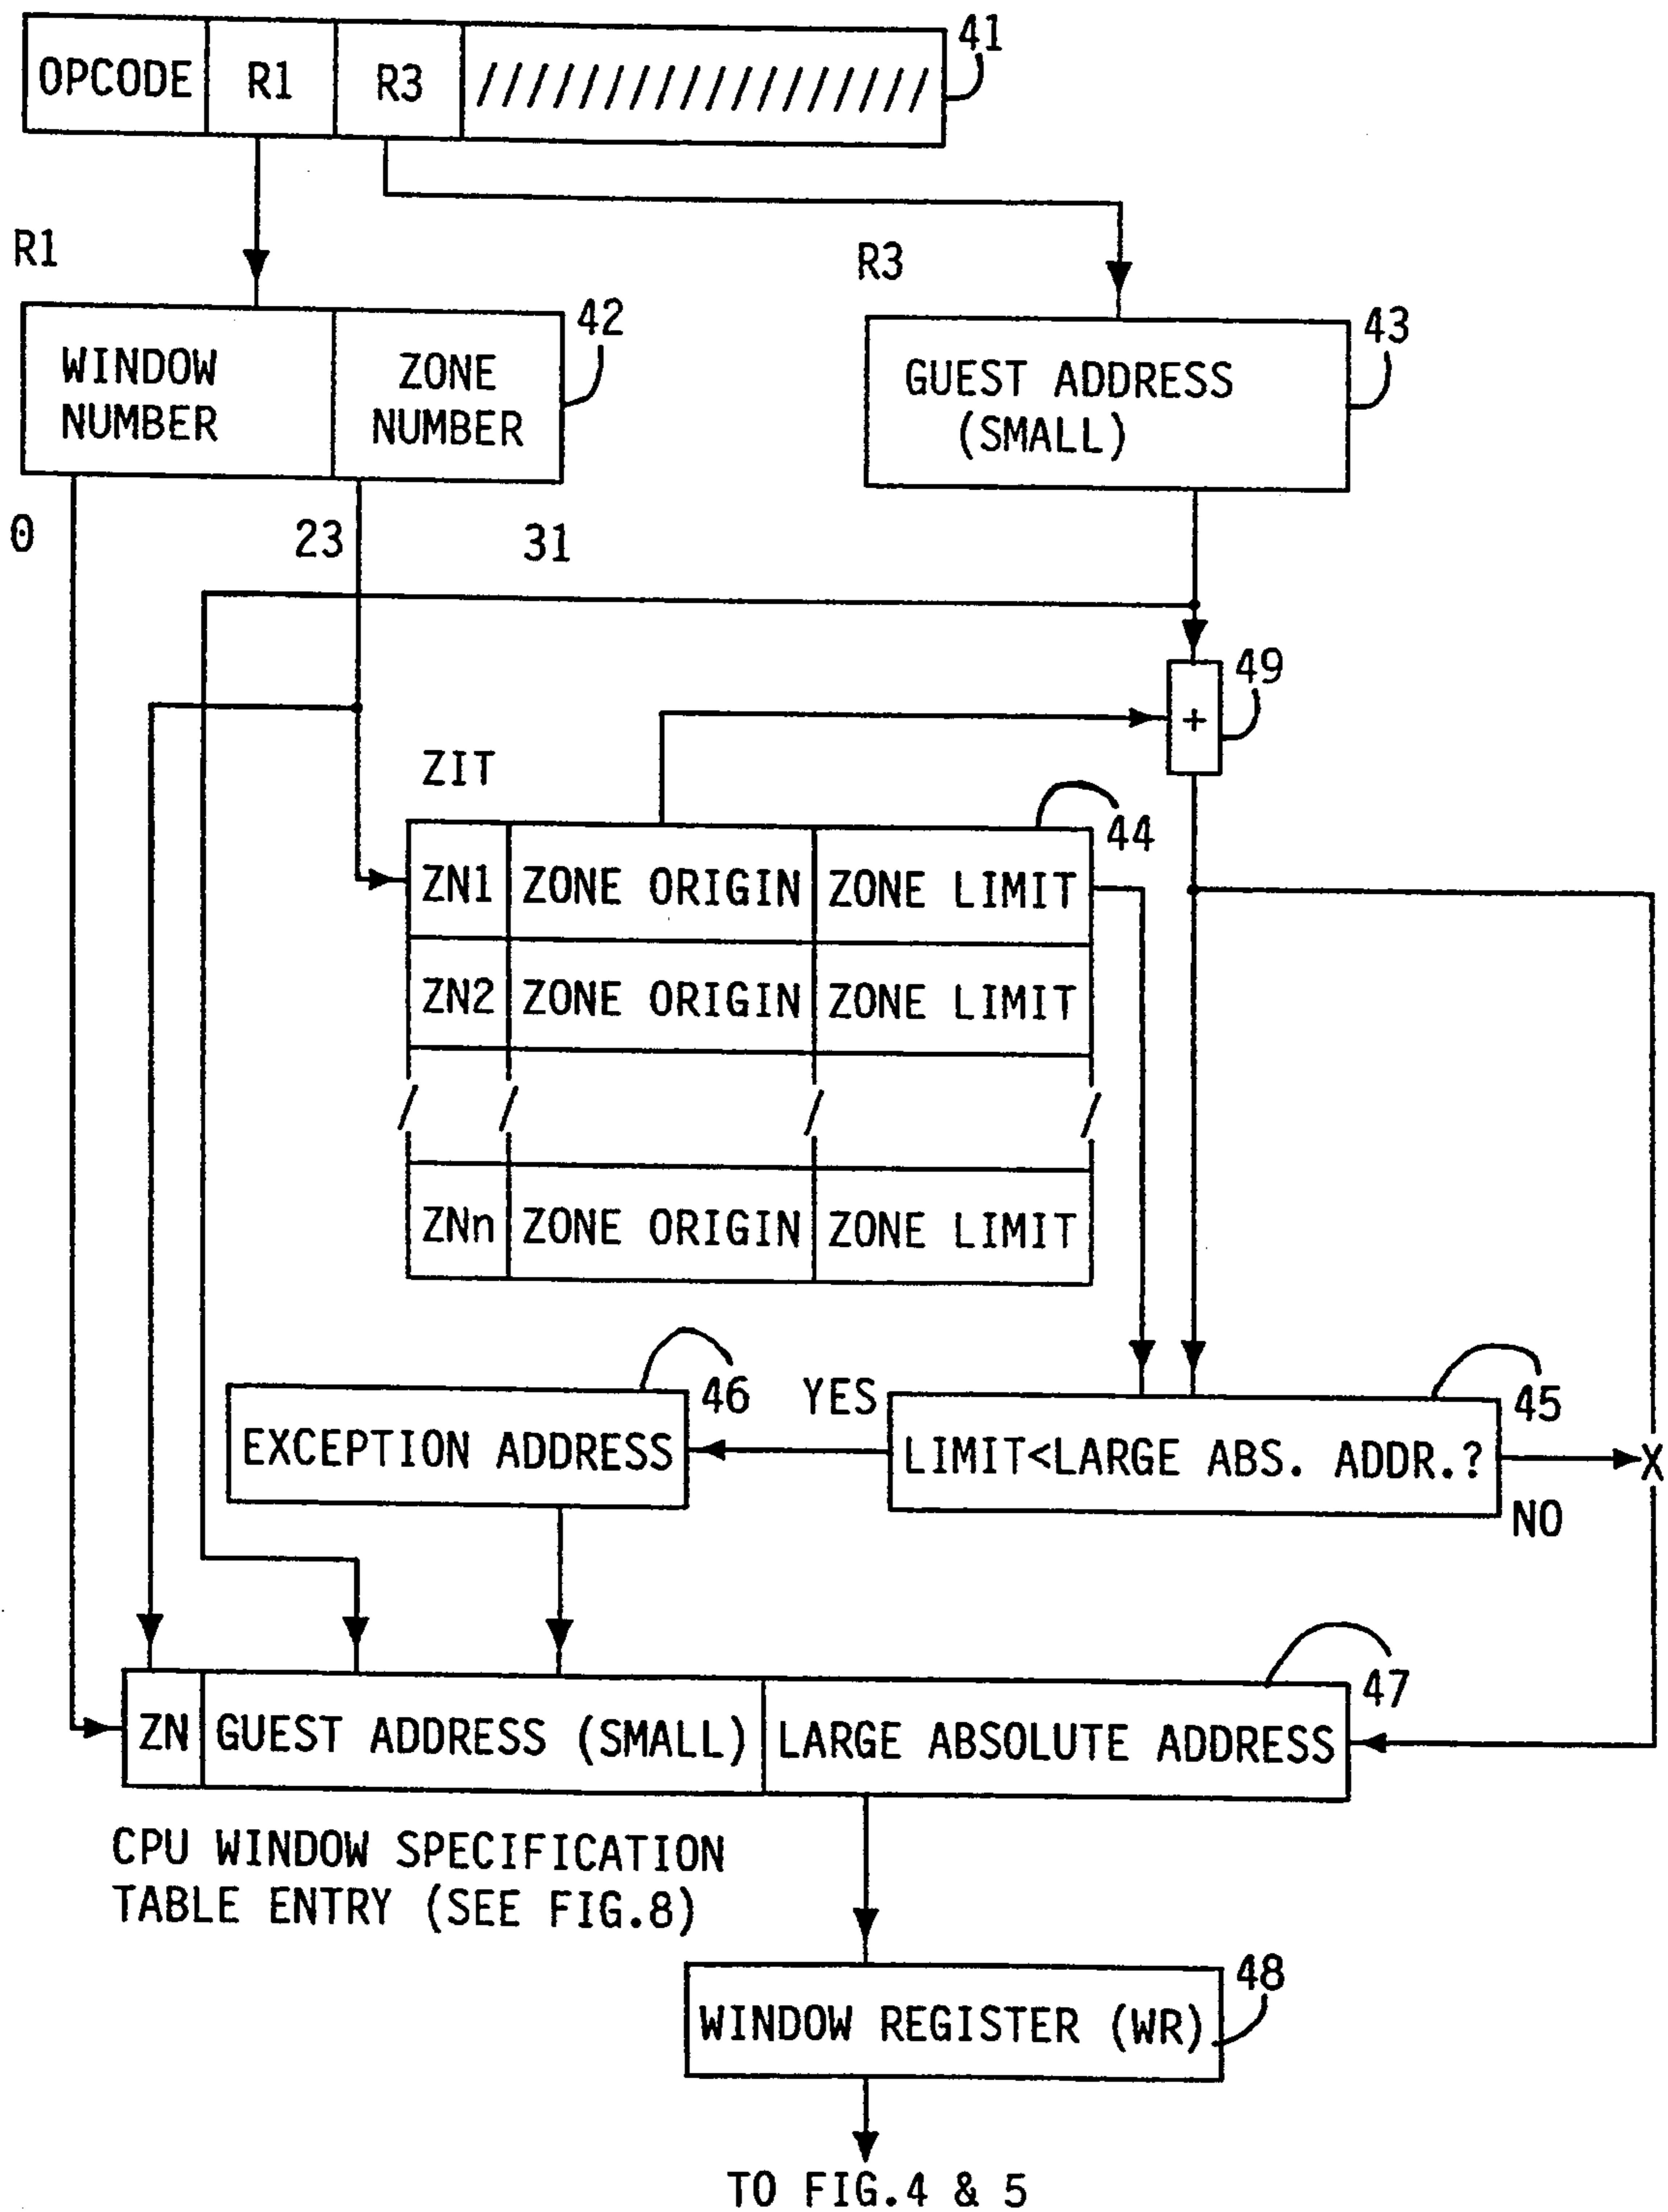 41
OPCODE R1 R3
R1
R3
42
43
WINDOW
NUMBER
ZONE
NUMBER
GUEST ADDRESS
(SMALL)
0
23
31
49
+
ZIT
44
ZN1 ZONE ORIGIN ZONE LIMIT
ZN2 ZONE ORIGIN ZONE LIMIT
ZNn ZONE ORIGIN ZONE LIMIT
46
YES
45
EXCEPTION ADDRESS
LIMIT<LARGE ABS. ADDR.?
X
NO
47
ZN GUEST ADDRESS (SMALL) LARGE ABSOLUTE ADDRESS
CPU WINDOW SPECIFICATION
TABLE ENTRY (SEE FIG.8)
48
WINDOW REGISTER (WR)
TO FIG.4 & 5